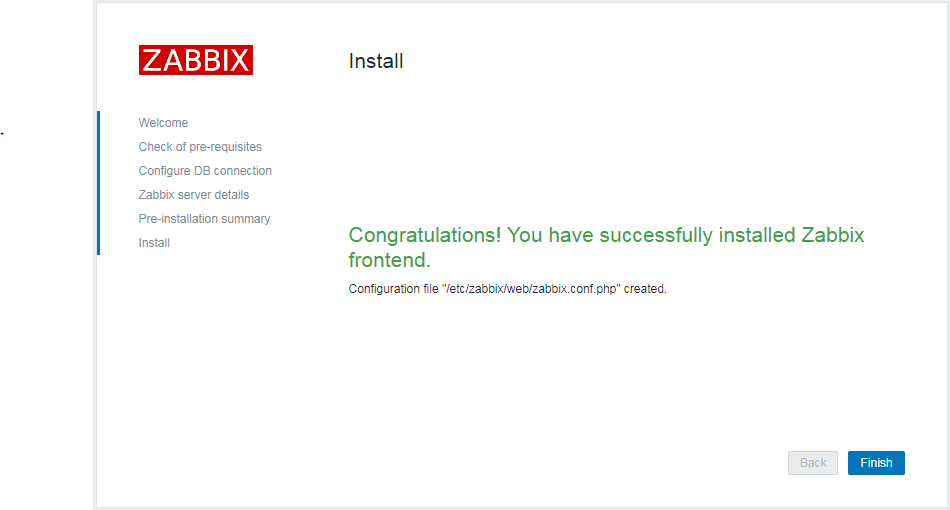 ZABBIX
Install
Welcome
Check of pre-requisites
Configure DB connection
Zabbix server details
Pre-installation summary
Install
Congratulations! You have successfully installed Zabbix
frontend.
Configuration file "/etc/zabbix/web/zabbix.conf.php" created.
Back
Finish